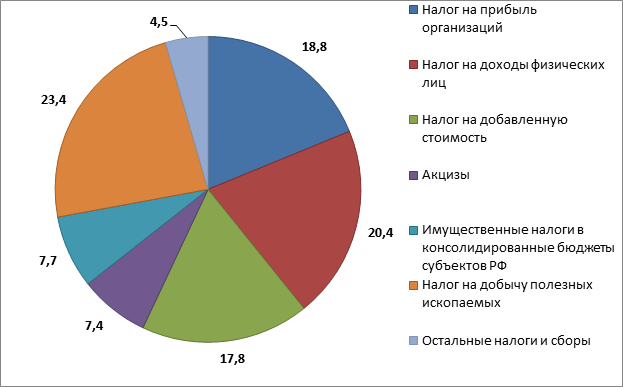 4,5
18,8
23,4
20,4
7,7
7,4
17,8
Налог на прибыль
организаций
Налог на доходы физических
лиц
Налог на добавленную
стоимость
Акцизы
Имущественные налоги в
консолидированные бюджеты
субъектов РФ
Налог на добычу полезных
ископаемых
Остальные налоги и сборы